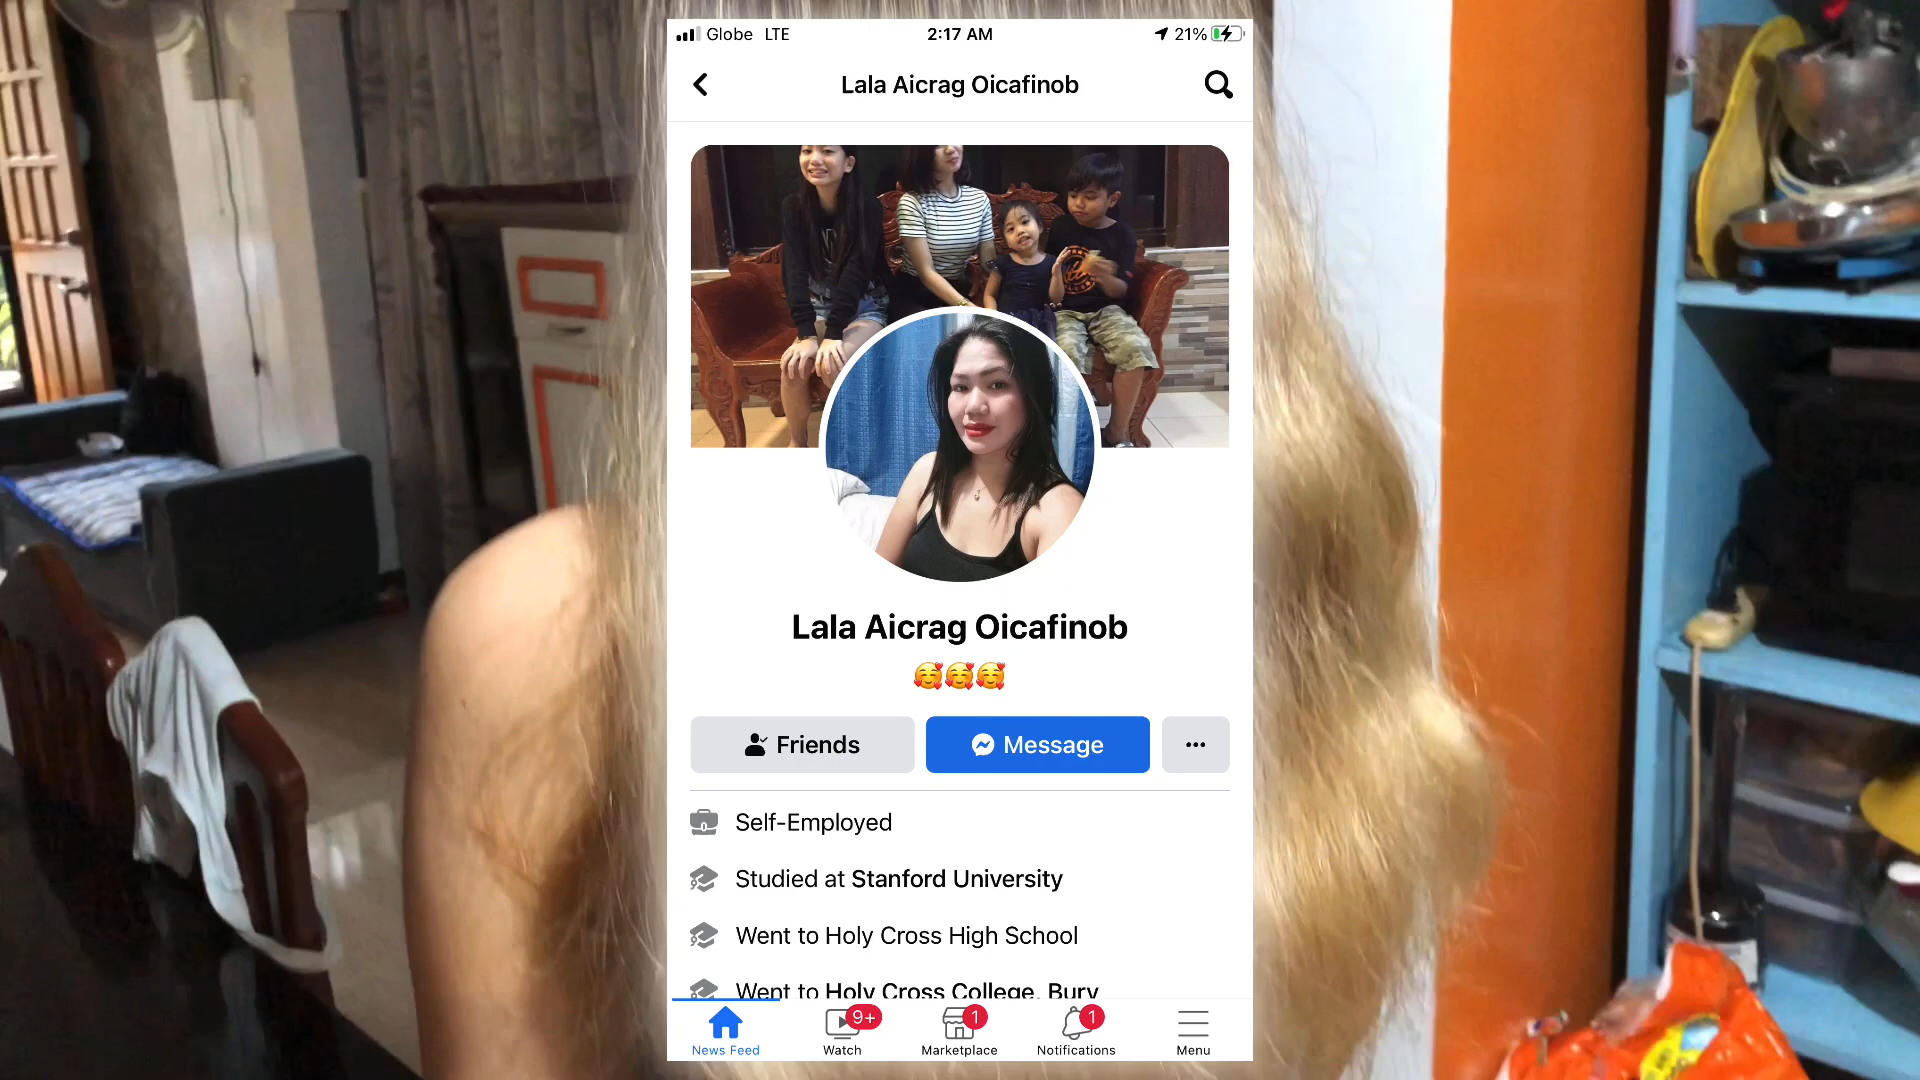 Globe LTE 2:17 AM 21%
Lala Aicrag Oicafinob
Lala Aicrag Oicafinob
🥰🥰🥰
Friends Message
Self-Employed
Studied at Stanford University
Went to Holy Cross High School
Went to Holy Cross College, Bury
9+ 1 1
News Feed Watch Marketplace Notifications Menu